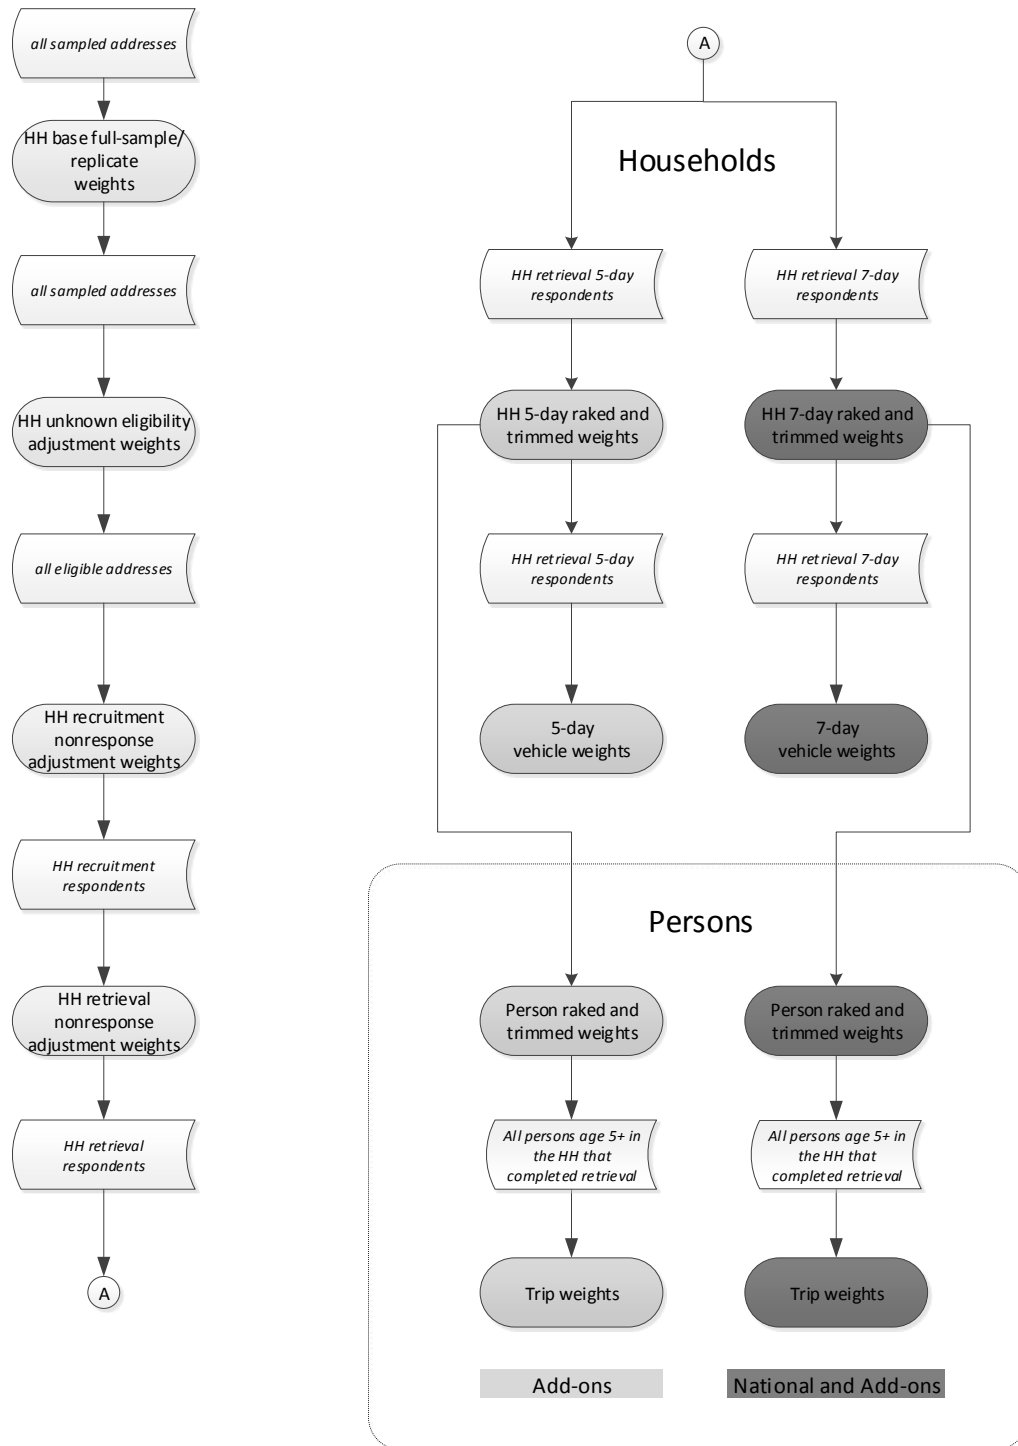 all sampled addresses
HH base full-sample/
replicate
weights
all sampled addresses
HH unknown eligibility
adjustment weights
all eligible addresses
HH recruitment
nonresponse
adjustment weights
HH recruitment
respondents
HH retrieval
nonresponse
adjustment weights
HH retrieval
respondents
A
A
Households
HH retrieval 5-day
respondents
HH retrieval 7-day
respondents
HH 5-day raked and
trimmed weights
HH 7-day raked and
trimmed weights
HH retrieval 5-day
respondents
HH retrieval 7-day
respondents
5-day
vehicle weights
7-day
vehicle weights
Persons
Person raked and
trimmed weights
Person raked and
trimmed weights
All persons age 5+ in
the HH that
completed retrieval
All persons age 5+ in
the HH that
completed retrieval
Trip weights
Trip weights
Add-ons
National and Add-ons